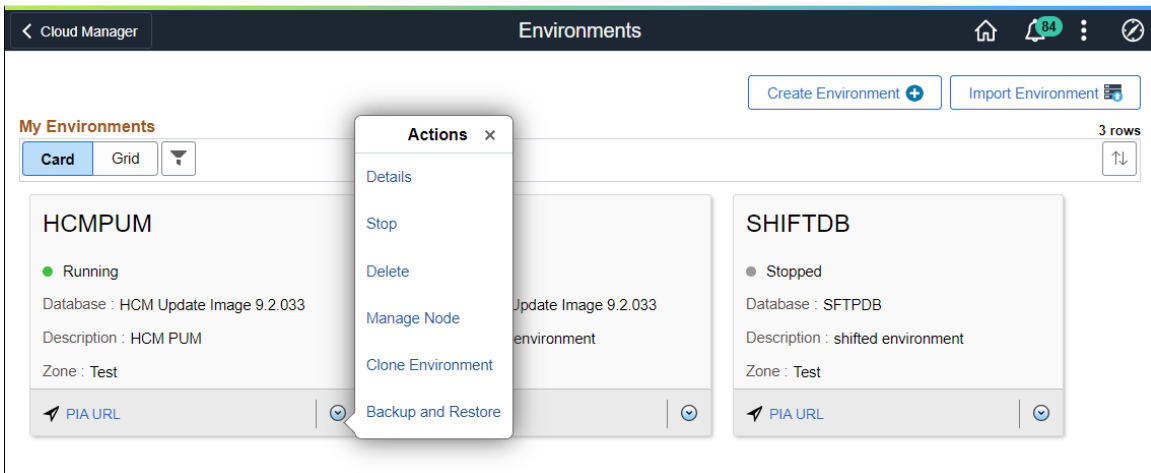 Cloud Manager
Environments
84
Create Environment
Import Environment
My Environments
3 rows
Card
Grid
Actions ×
Details
Stop
Delete
Manage Node
Clone Environment
Backup and Restore
HCMPUM
Running
Database : HCM Update Image 9.2.033
Description : HCM PUM
Zone : Test
PIA URL
Update Image 9.2.033
environment
SHIFTDB
Stopped
Database : SFTPDB
Description : shifted environment
Zone : Test
PIA URL